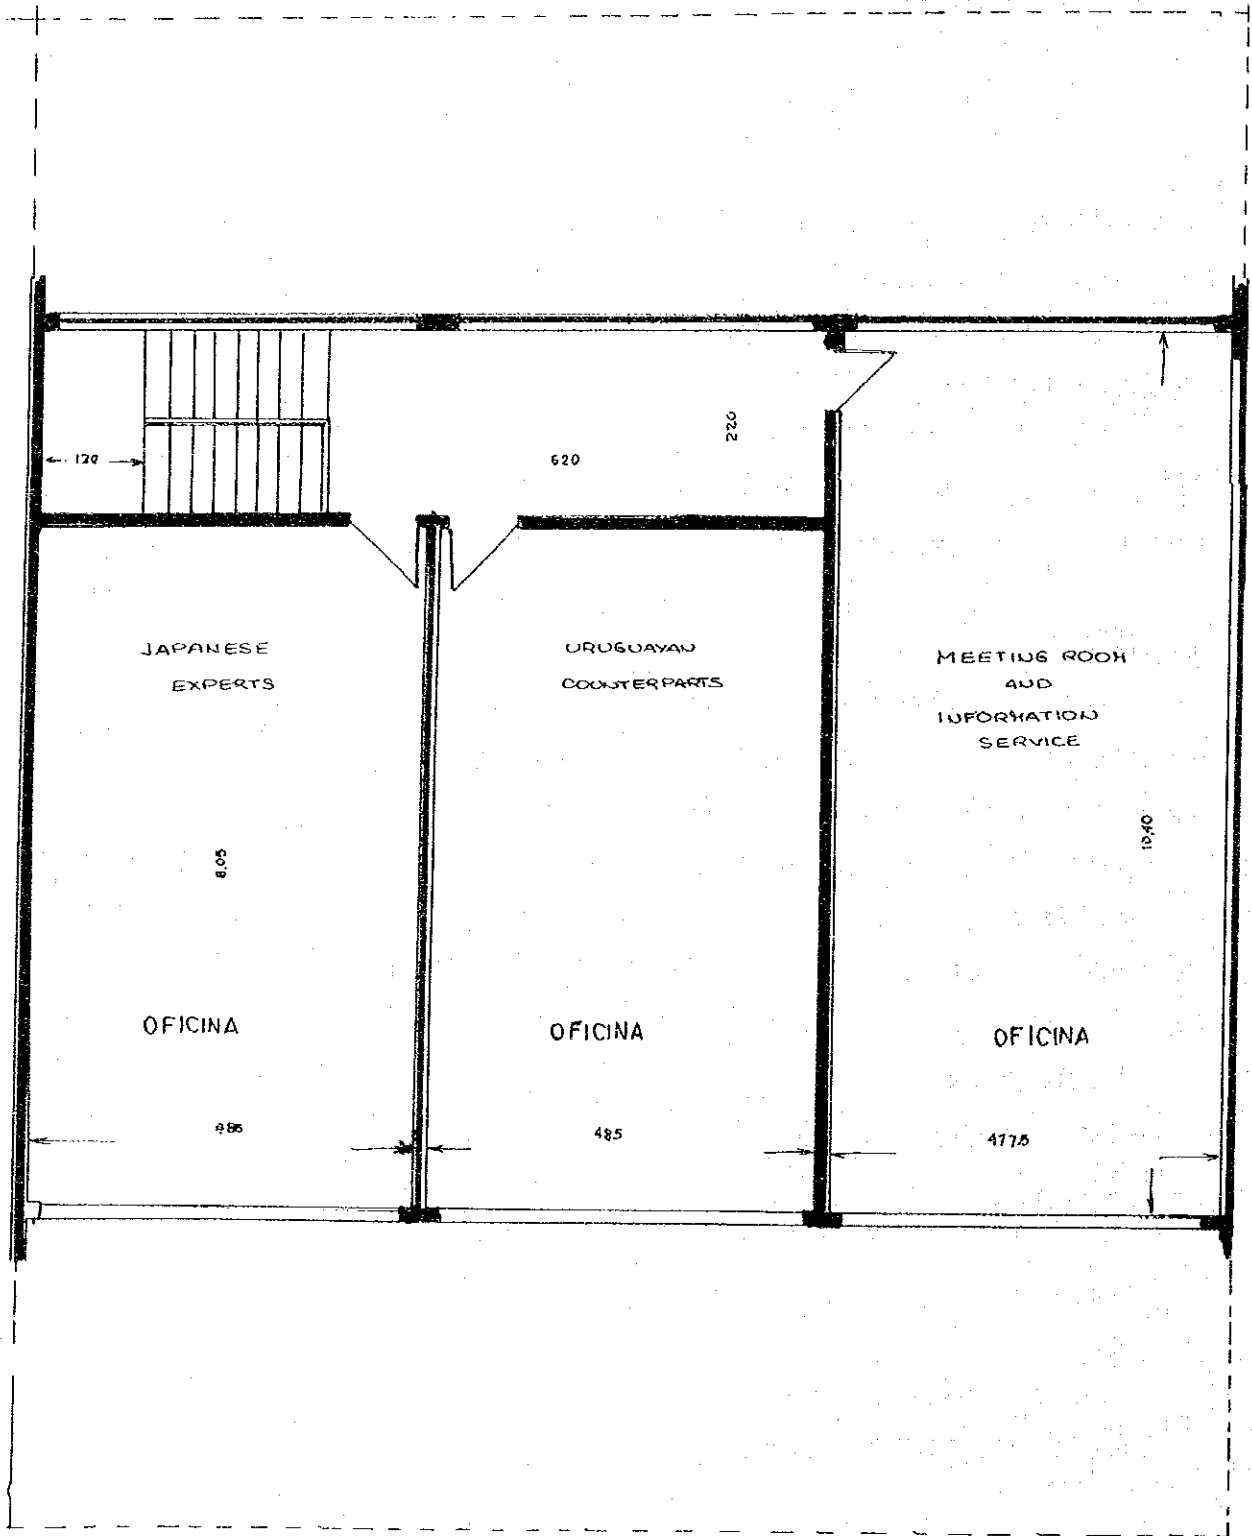 220
120
620
JAPANESE
EXPERTS
URUGUAYAN
COUNTERPARTS
MEETING ROOM
AND
INFORMATION
SERVICE
8.05
10,40
OFICINA
OFICINA
OFICINA
485
477.5